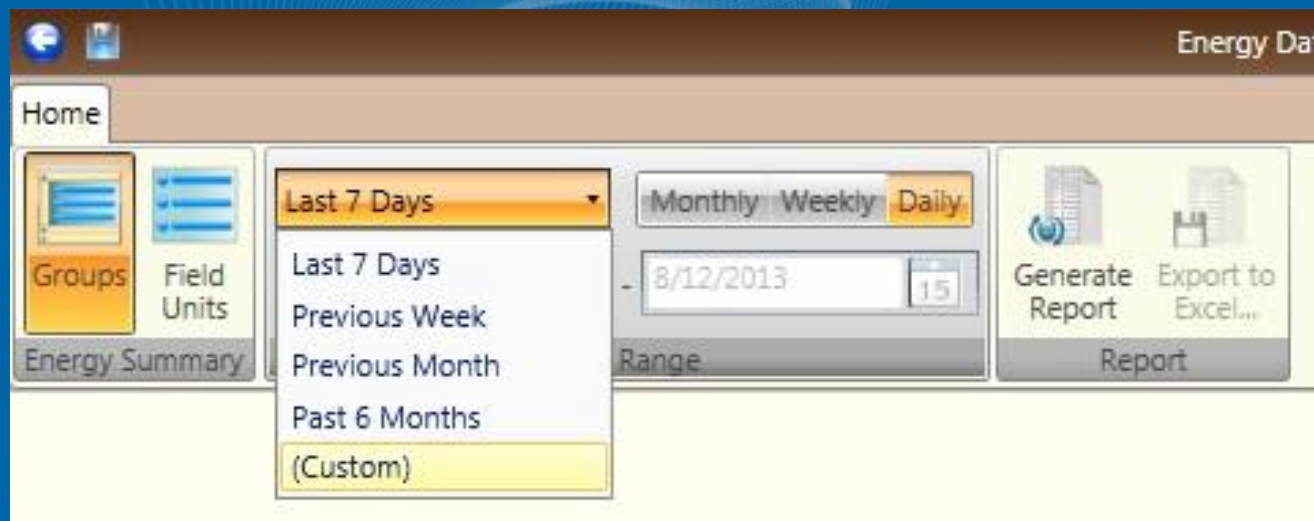 Energy Da
Home
Groups
Field
Units
Energy Summary
Last 7 Days
Last 7 Days
Previous Week
Previous Month
Past 6 Months
(Custom)
Monthly Weekly Daily
- 8/12/2013 15
Range
Generate
Report
Export to
Excel...
Report